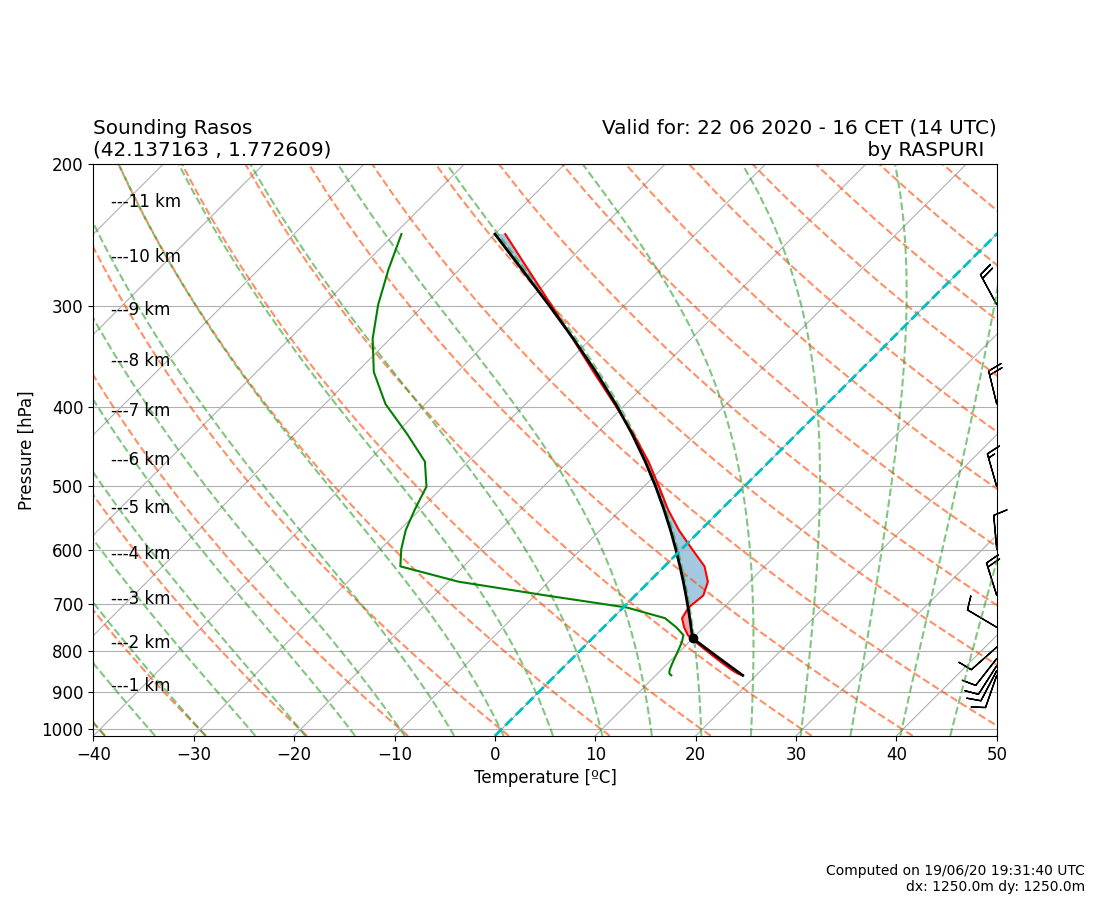 Sounding Rasos
(42.137163 , 1.772609)
Valid for: 22 06 2020 - 16 CET (14 UTC)
by RASPURI
200
---11 km
---10 km
300
---9 km
---8 km
400
---7 km
---6 km
500
---5 km
600
---4 km
700
---3 km
800
---2 km
900
---1 km
1000
Pressure [hPa]
−40 −30 −20 −10 0 10 20 30 40 50
Temperature [ºC]
Computed on 19/06/20 19:31:40 UTC
dx: 1250.0m dy: 1250.0m